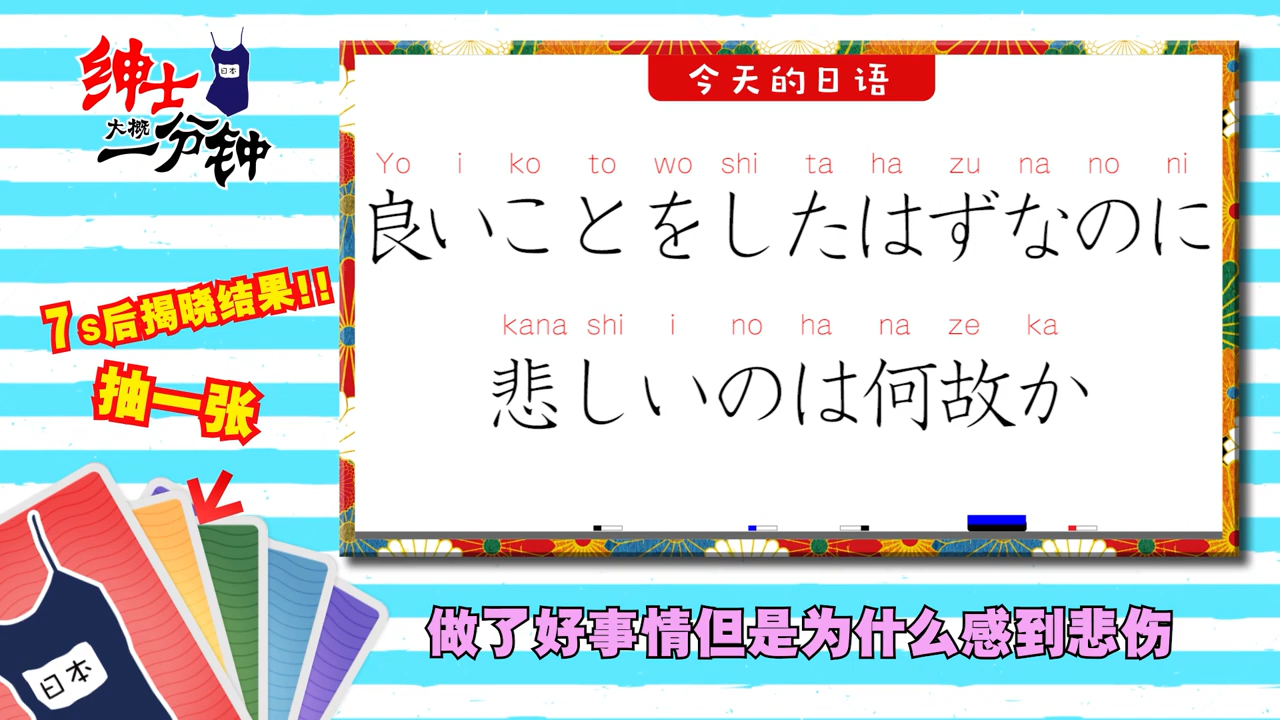 绅士
日本
大概
一分钟
今天的日语
Yo i ko to wo shi ta ha zu na no ni
良いことをしたはずなのに
kana shi i no ha na ze ka
悲しいのは何故か
7s后揭晓结果!!
抽一张
日本
做了好事情但是为什么感到悲伤